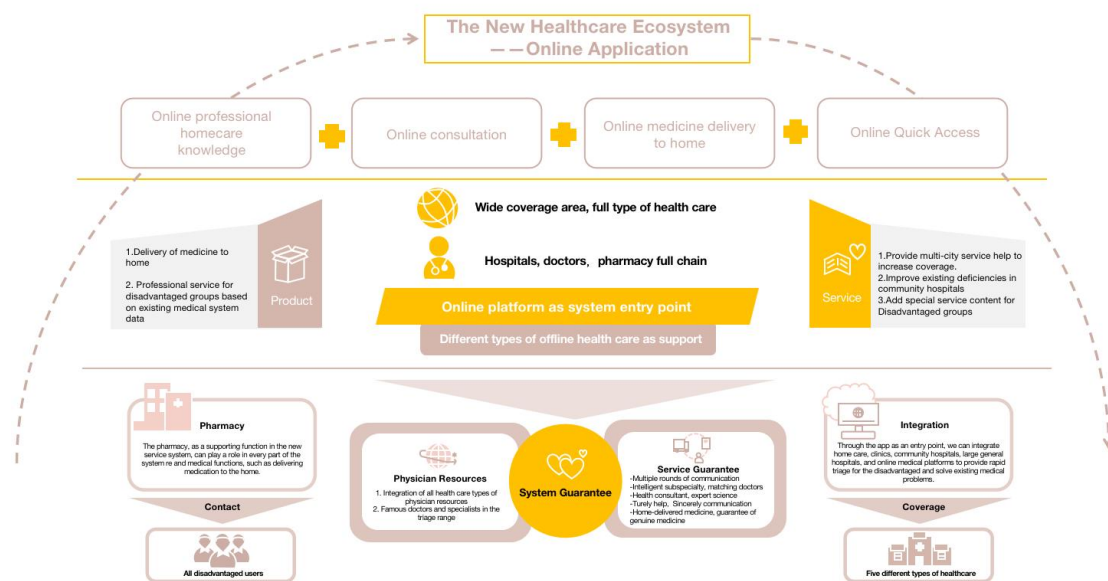 The New Healthcare Ecosystem
——Online Application
Online professional
homecare
knowledge
Online consultation
Online medicine delivery
to home
Online Quick Access
Wide coverage area, full type of health care
Hospitals, doctors, pharmacy full chain
Online platform as system entry point
Different types of offline health care as support
1.Delivery of medicine to
home
2. Professional service for
disadvantaged groups based
on existing medical system
data
Product
Service
1.Provide multi-city service help to
increase coverage.
2.Improve existing deficiencies in
community hospitals
3.Add special service content for
Disadvantaged groups
Pharmacy
The pharmacy, as a supporting function in the new
service system, can play a role in every part of the
system re and medical functions, such as delivering
medication to the home.
Contact
All disadvantaged users
Physician Resources
1. Integration of all health care types of
physician resources
2. Famous doctors and specialists in the
triage range
System Guarantee
Service Guarantee
-Multiple rounds of communication
-Intelligent subspecialty, matching doctors
-Health consultant, expert science
-Turely help, Sincerely communication
-Home-delivered medicine, guarantee of
genuine medicine
Integration
Through the app as an entry point, we can integrate
home care, clinics, community hospitals, large general
hospitals, and online medical platforms to provide rapid
triage for the disadvantaged and solve existing medical
problems.
Coverage
Five different types of healthcare